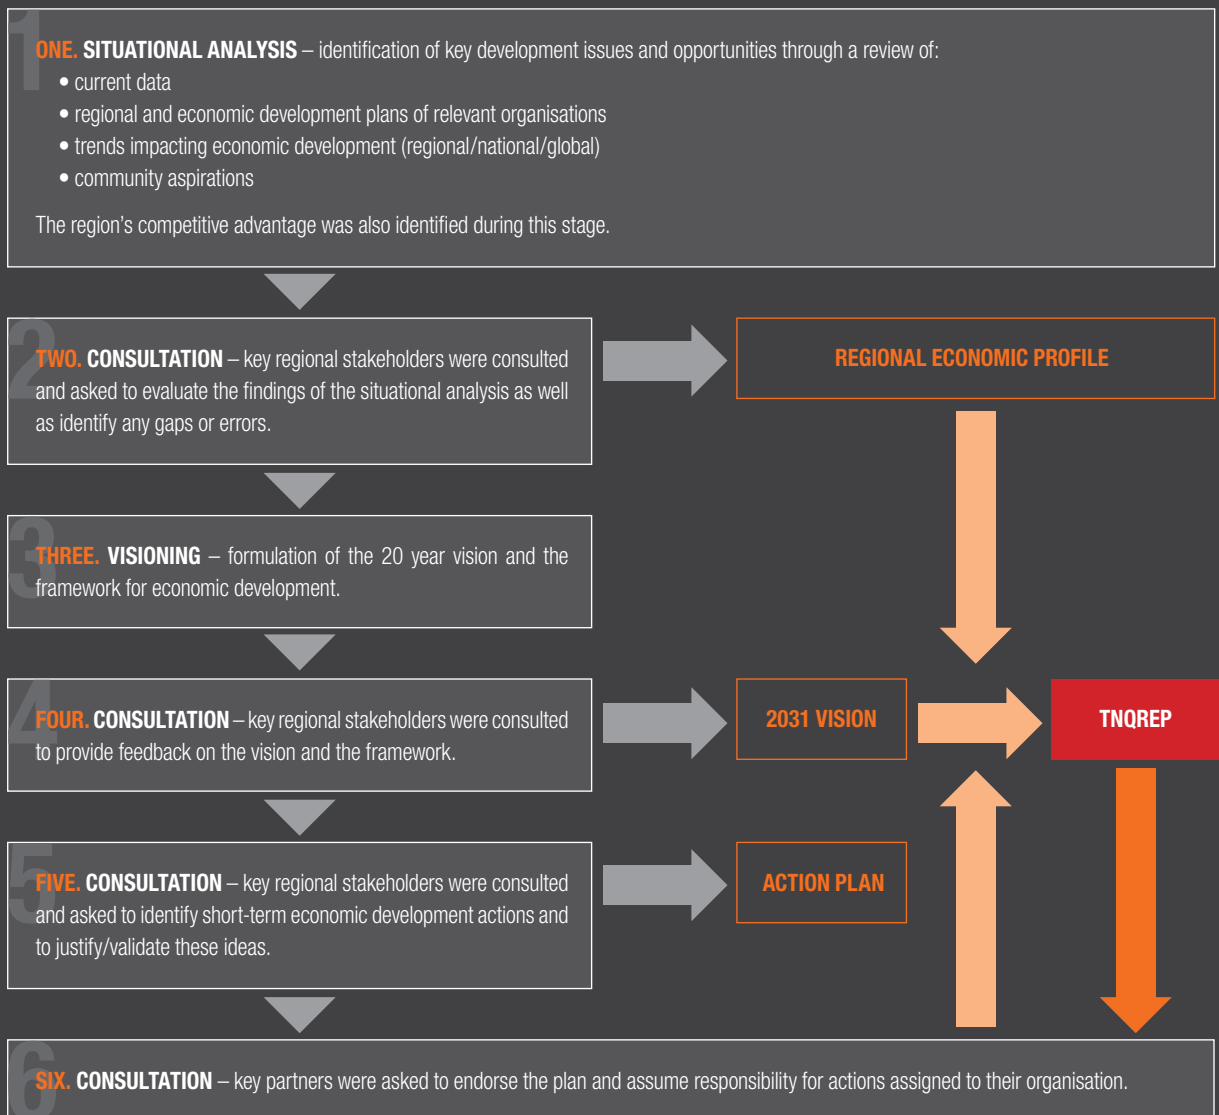 1
ONE. SITUATIONAL ANALYSIS – identification of key development issues and opportunities through a review of:
• current data
• regional and economic development plans of relevant organisations
• trends impacting economic development (regional/national/global)
• community aspirations
The region's competitive advantage was also identified during this stage.
2
TWO. CONSULTATION – key regional stakeholders were consulted
and asked to evaluate the findings of the situational analysis as well
as identify any gaps or errors.
REGIONAL ECONOMIC PROFILE
3
THREE. VISIONING – formulation of the 20 year vision and the
framework for economic development.
4
FOUR. CONSULTATION – key regional stakeholders were consulted
to provide feedback on the vision and the framework.
2031 VISION
TNQREP
5
FIVE. CONSULTATION – key regional stakeholders were consulted
and asked to identify short-term economic development actions and
to justify/validate these ideas.
ACTION PLAN
6
SIX. CONSULTATION – key partners were asked to endorse the plan and assume responsibility for actions assigned to their organisation.